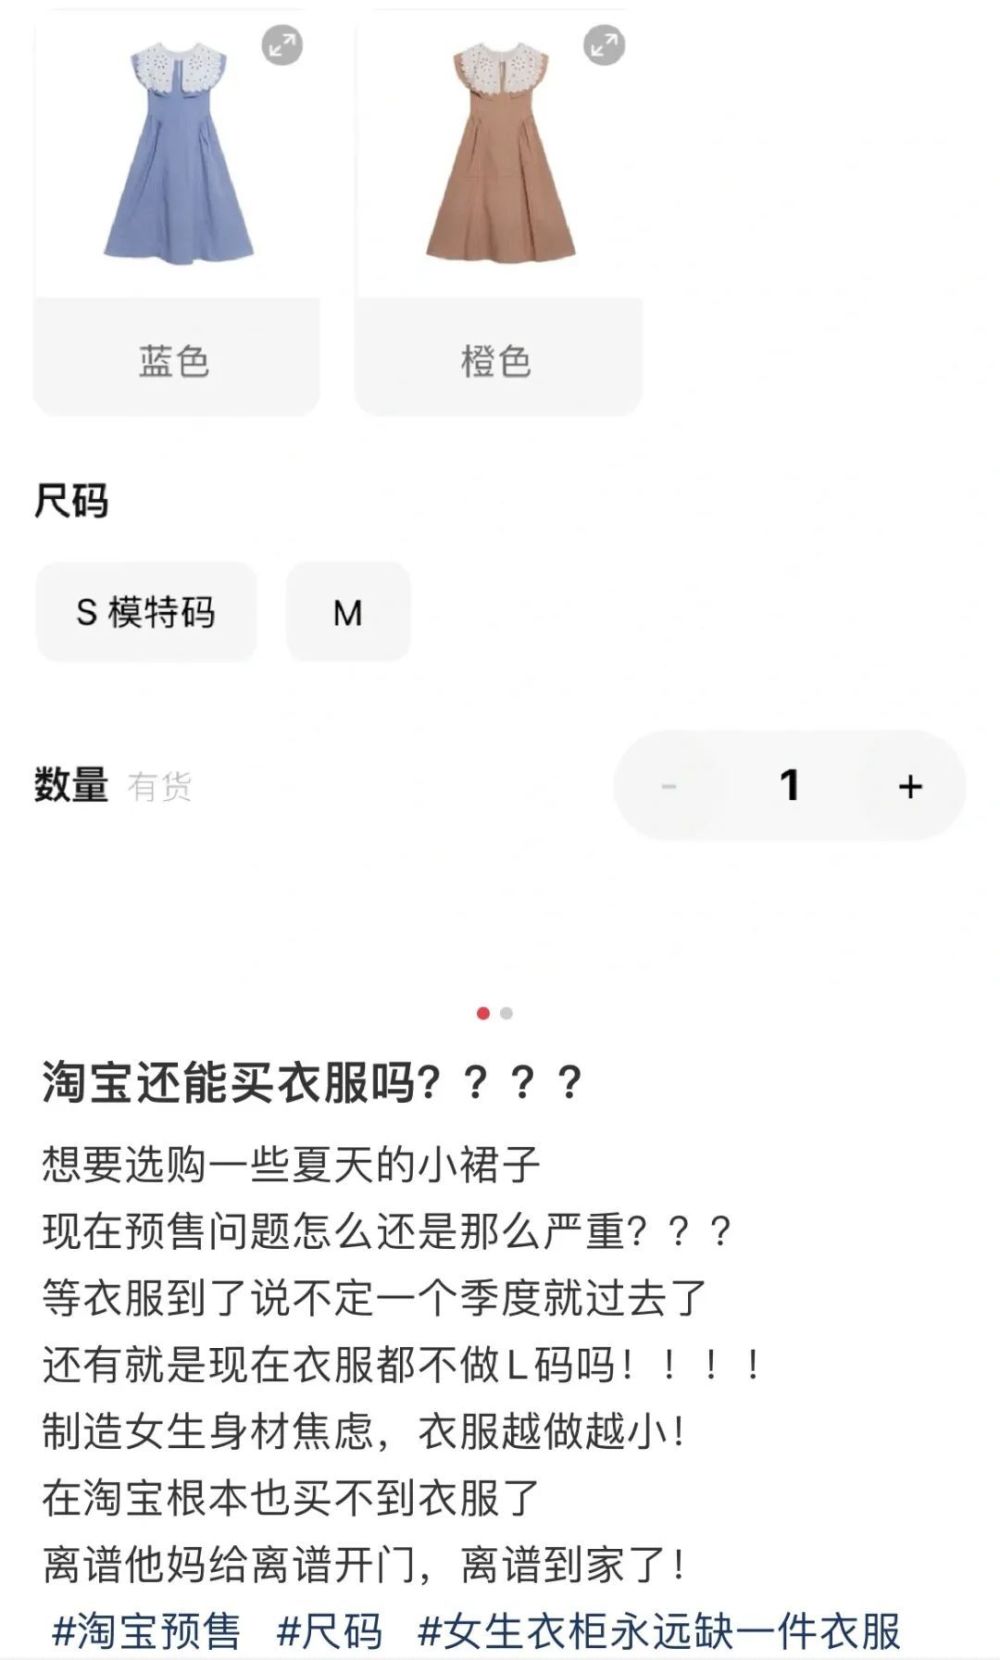 蓝色
橙色
尺码
S 模特码
M
数量 有货
- 1 +
淘宝还能买衣服吗？？？？
想要选购一些夏天的小裙子
现在预售问题怎么还是那么严重？？？
等衣服到了说不定一个季度就过去了
还有就是现在衣服都不做L码吗！！！！
制造女生身材焦虑，衣服越做越小！
在淘宝根本也买不到衣服了
离谱他妈给离谱开门，离谱到家了！
#淘宝预售 #尺码 #女生衣柜永远缺一件衣服